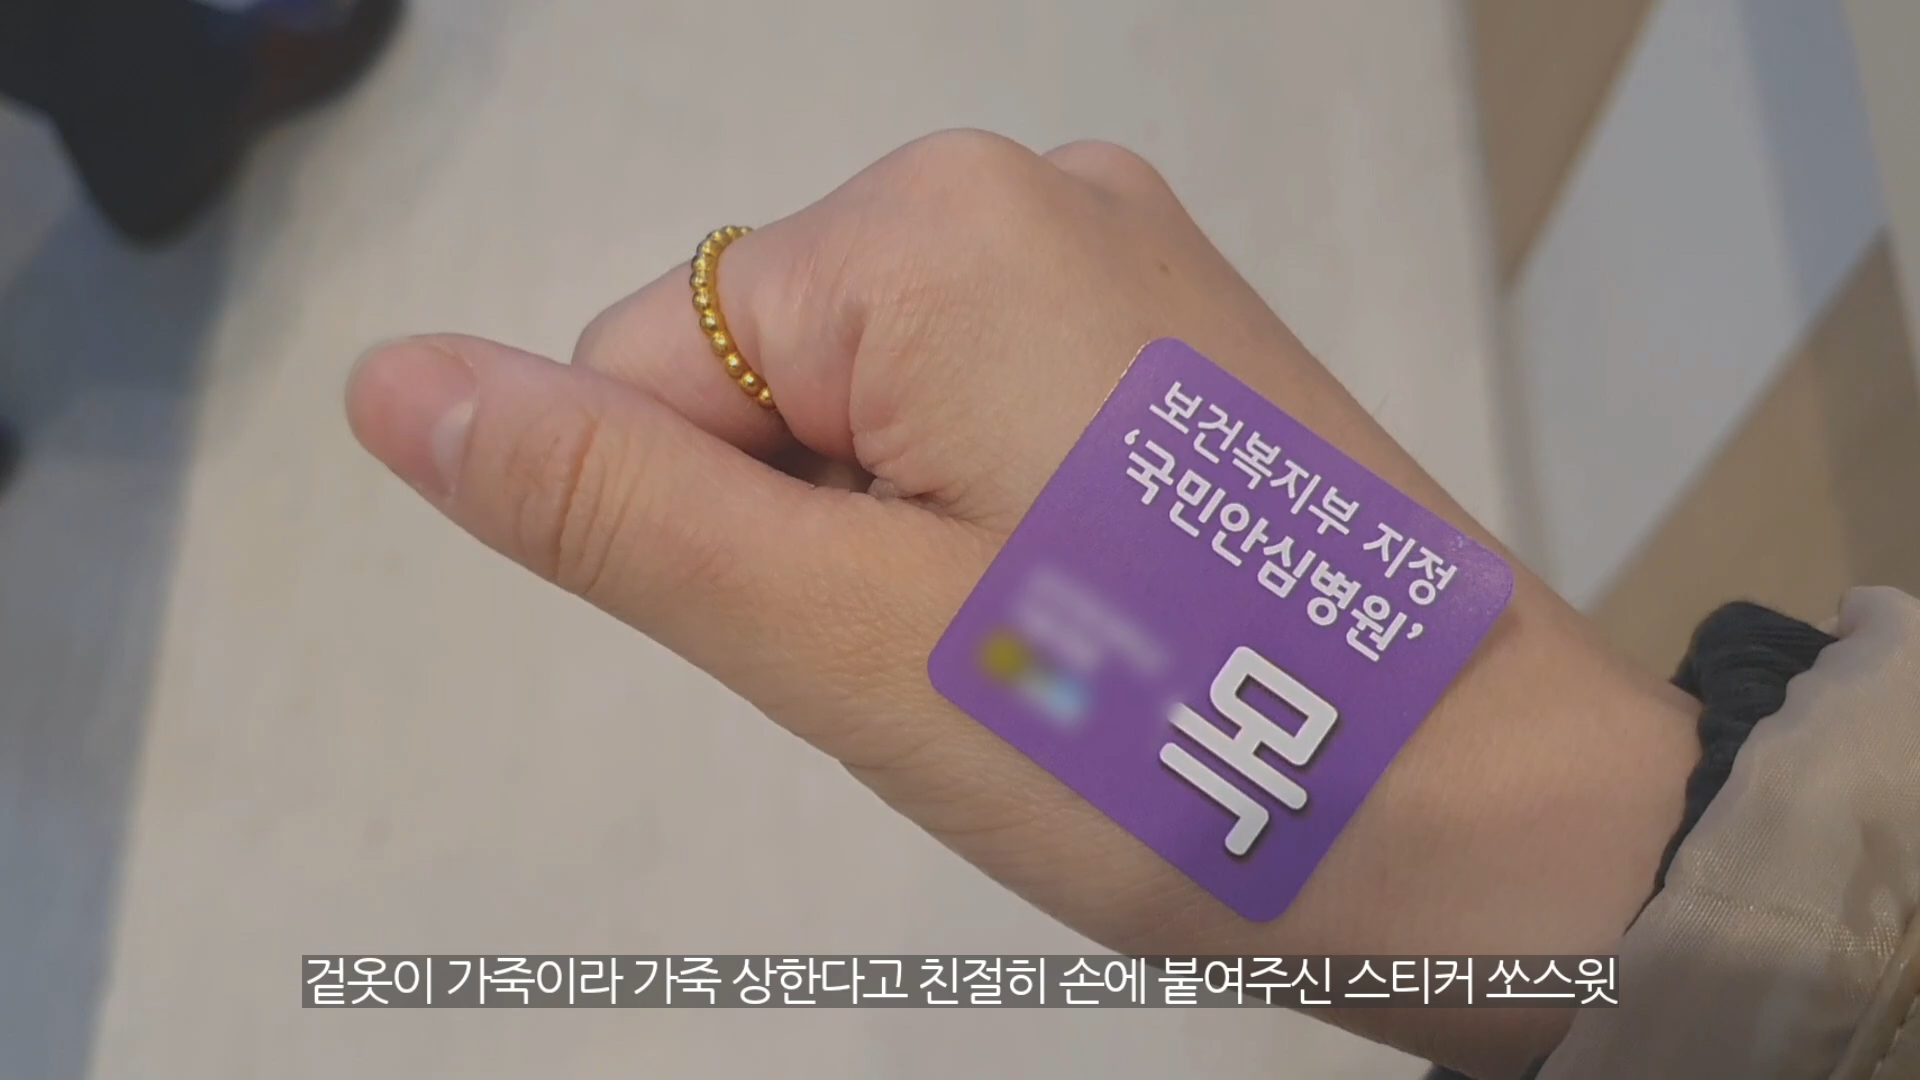 보건복지부 지정
‘국민안심병원’
목
겉옷이 가죽이라 가죽 상한다고 친절히 손에 붙여주신 스티커 쏘스윗